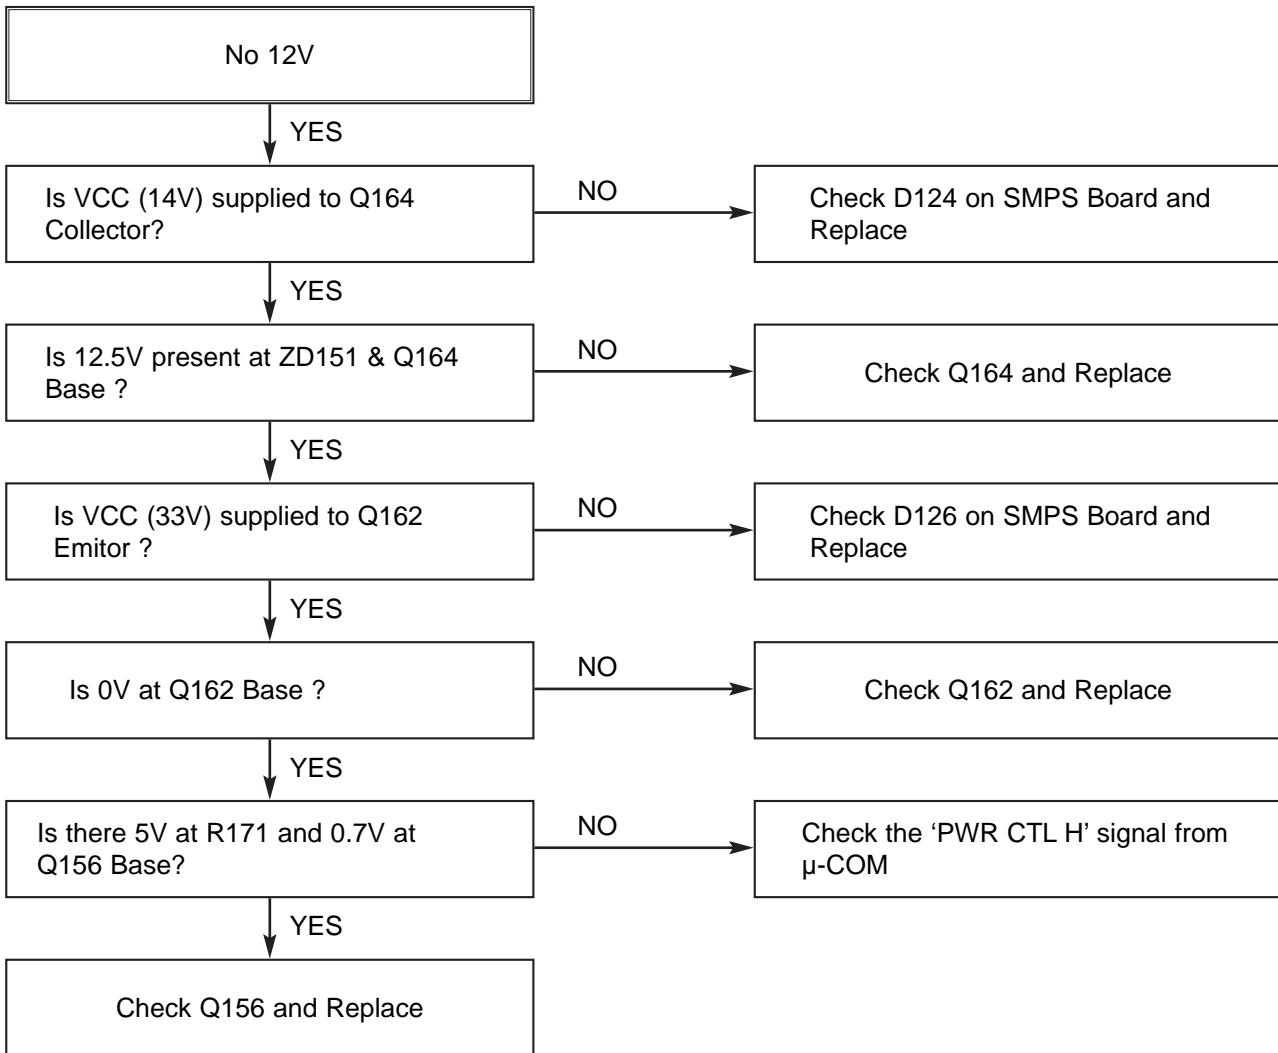 No 12V
YES
Is VCC (14V) supplied to Q164
Collector?
NO
Check D124 on SMPS Board and
Replace
YES
Is 12.5V present at ZD151 & Q164
Base ?
NO
Check Q164 and Replace
YES
Is VCC (33V) supplied to Q162
Emitor ?
NO
Check D126 on SMPS Board and
Replace
YES
Is 0V at Q162 Base ?
NO
Check Q162 and Replace
YES
Is there 5V at R171 and 0.7V at
Q156 Base?
NO
Check the ‘PWR CTL H’ signal from
µ-COM
YES
Check Q156 and Replace